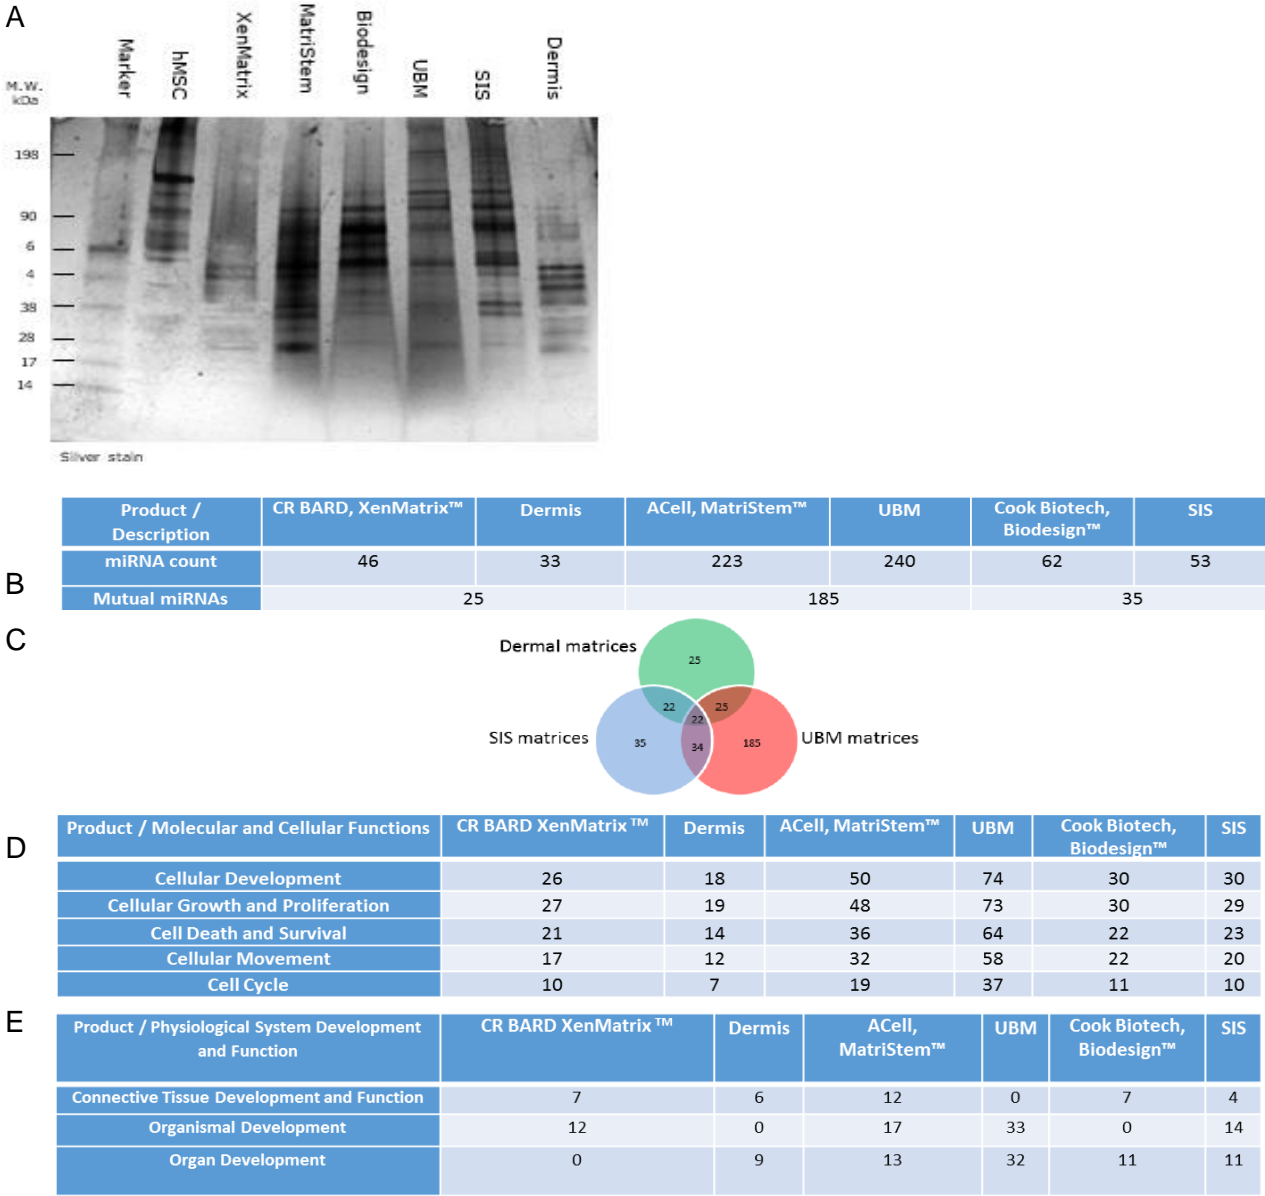 A
Marker
hMSC
XenMatrix
MatriStem
Biodesign
UBM
SIS
Dermis
M.W.
kDa
198
90
6
4
38
28
17
14
Silver stain
B
Product / Description CR BARD, XenMatrix™ Dermis ACell, MatriStem™ UBM Cook Biotech, Biodesign™ SIS
miRNA count 46 33 223 240 62 53
Mutual miRNAs 25 185 35
C
Dermal matrices
25
22 25
22
SIS matrices 35 34 185 UBM matrices
D
Product / Molecular and Cellular Functions CR BARD XenMatrix™ Dermis ACell, MatriStem™ UBM Cook Biotech, Biodesign™ SIS
Cellular Development 26 18 50 74 30 30
Cellular Growth and Proliferation 27 19 48 73 30 29
Cell Death and Survival 21 14 36 64 22 23
Cellular Movement 17 12 32 58 22 20
Cell Cycle 10 7 19 37 11 10
E
Product / Physiological System Development and Function CR BARD XenMatrix™ Dermis ACell, MatriStem™ UBM Cook Biotech, Biodesign™ SIS
Connective Tissue Development and Function 7 6 12 0 7 4
Organismal Development 12 0 17 33 0 14
Organ Development 0 9 13 32 11 11